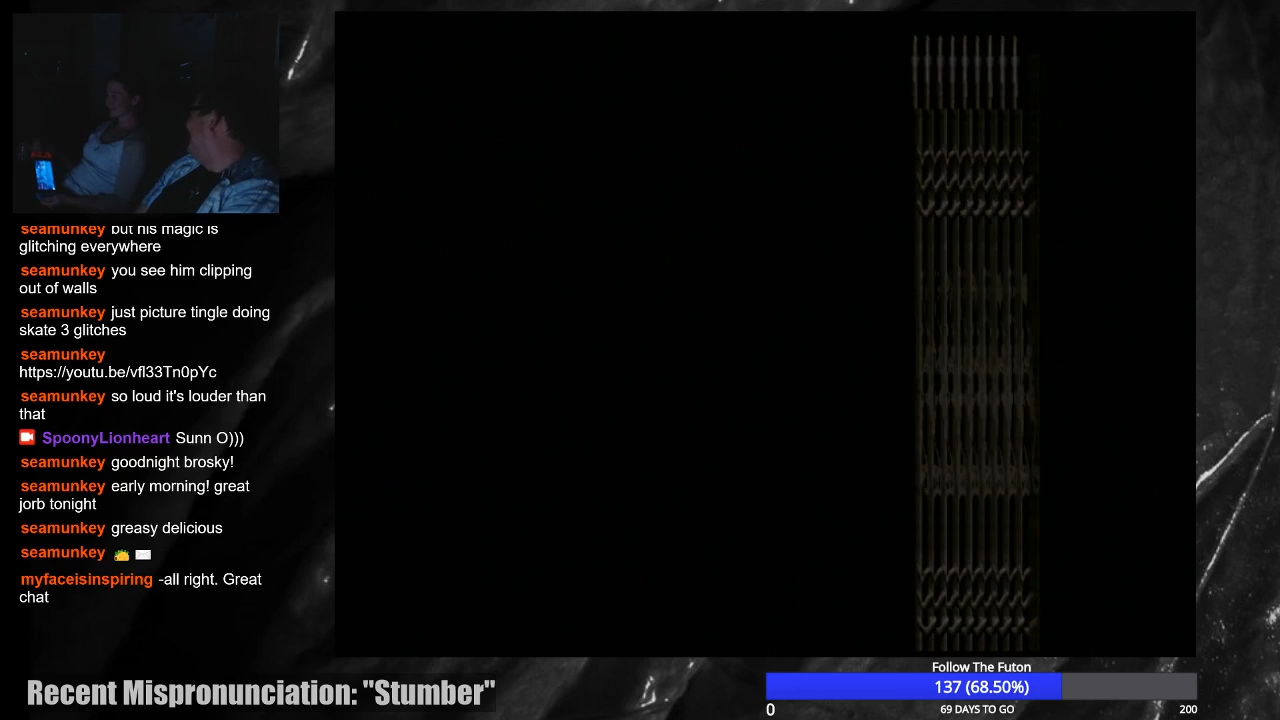 seamunkey but his magic is
glitching everywhere
seamunkey you see him clipping
out of walls
seamunkey just picture tingle doing
skate 3 glitches
seamunkey
https://youtu.be/vfl33Tn0pYc
seamunkey so loud it's louder than
that
SpoonyLionheart Sunn O)))
seamunkey goodnight brosky!
seamunkey early morning! great
jorb tonight
seamunkey greasy delicious
seamunkey 🌮 ✉️
myfaceisinspiring -all right. Great
chat
Recent Mispronunciation: "Stumber"
Follow The Futon
137 (68.50%)
0
69 DAYS TO GO
200